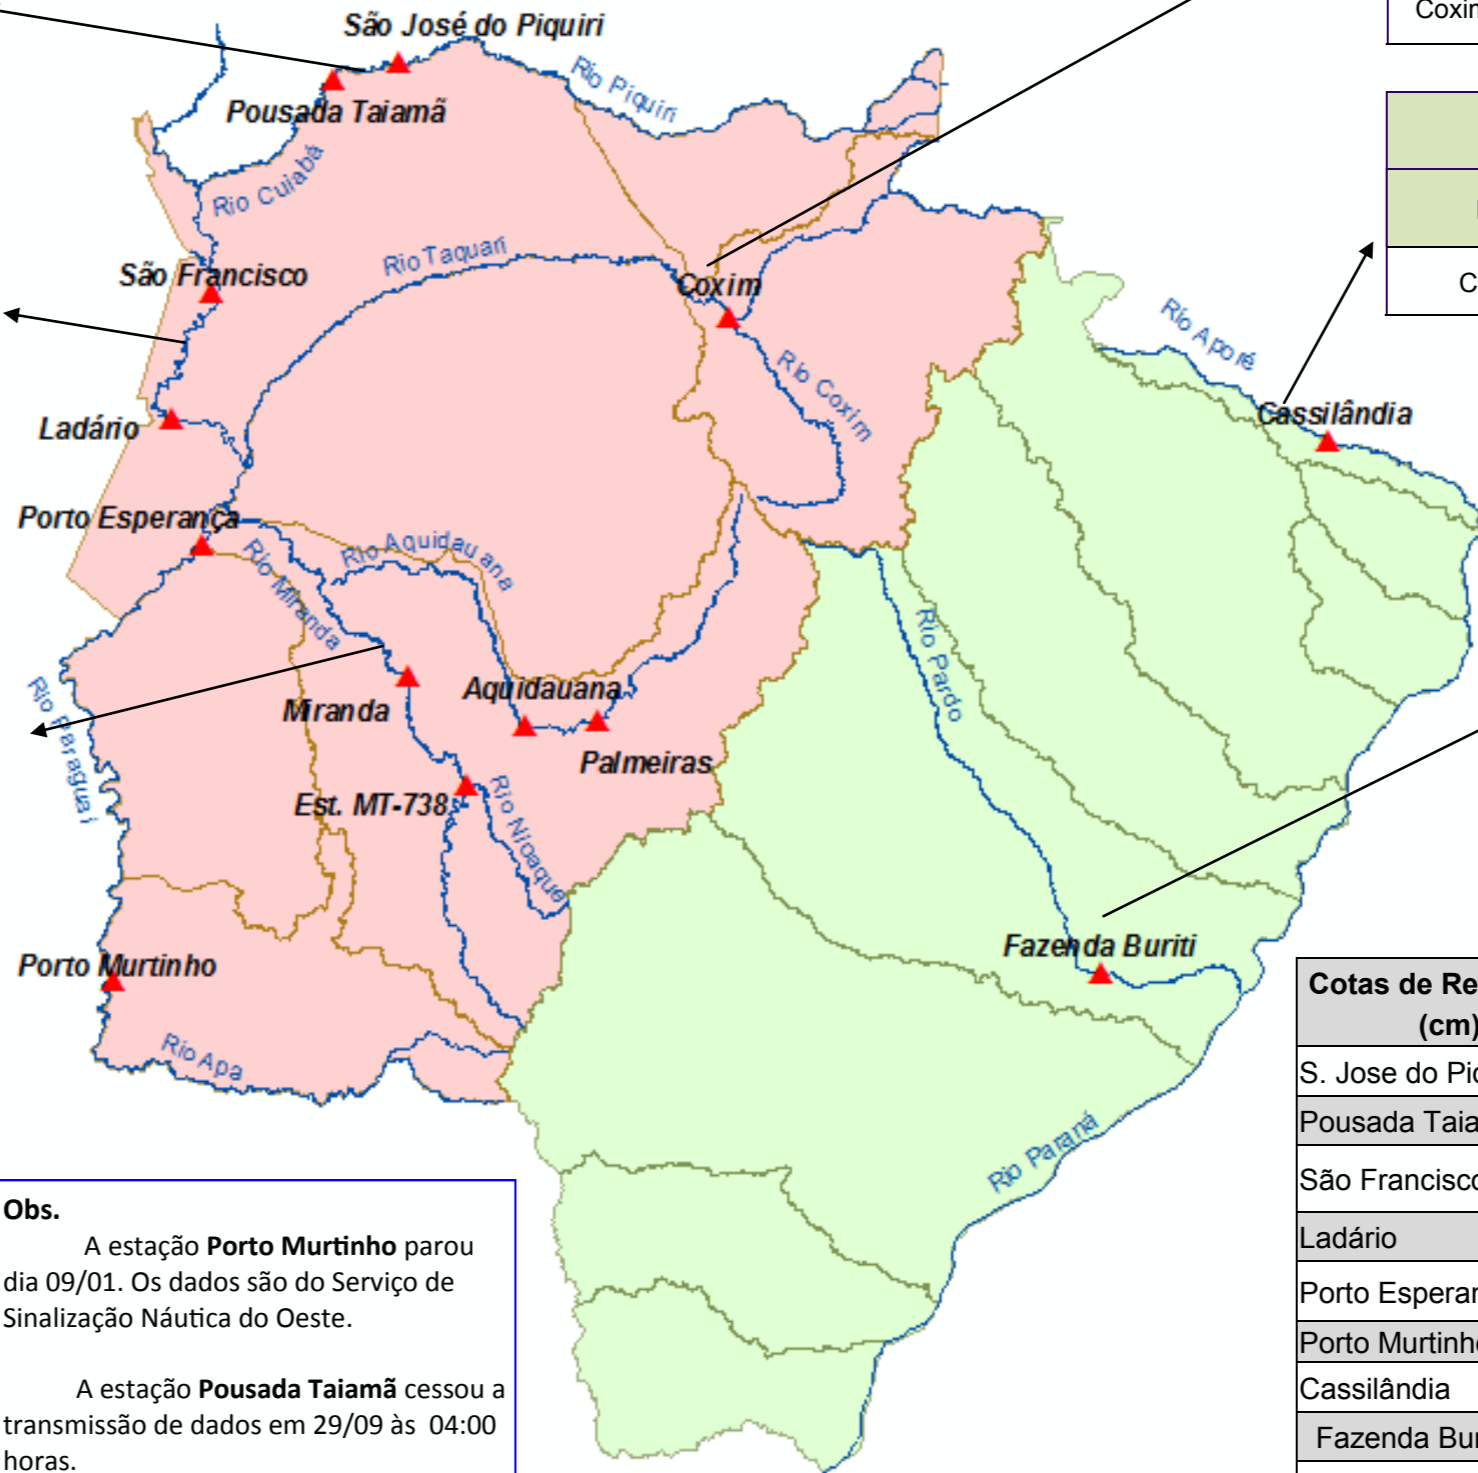 São José do Piquiri
Rio Piquiri
Pousada Taiamã
Rio Cuiabá
São Francisco
Rio Taquari
Coxim
Rio Coxim
Rio Aporé
Cassilândia
Ladário
Porto Esperança
Rio Miranda
Rio Aquidauana
Rio Pardo
Rio Paraguai
Miranda
Aquidauana
Palmeiras
Est. MT-738
Rio Nioaque
Porto Murtinho
Rio Apa
Fazenda Buriti
Rio Paraná
Obs.
A estação Porto Murtinho parou
dia 09/01. Os dados são do Serviço de
Sinalização Náutica do Oeste.
A estação Pousada Taiamã cessou a
transmissão de dados em 29/09 às 04:00
horas.
Coxim
C
Cotas de Re
(cm)
S. Jose do Pic
Pousada Taia
São Francisco
Ladário
Porto Esperan
Porto Murtinho
Cassilândia
Fazenda Bur